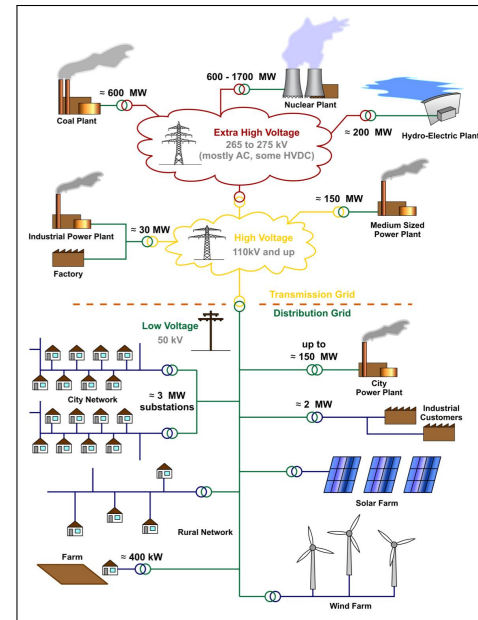 ≈ 600 MW
600 - 1700 MW
Nuclear Plant
Coal Plant
Extra High Voltage
265 to 275 kV
(mostly AC, some HVDC)
≈ 200 MW
Hydro-Electric Plant
≈ 150 MW
≈ 30 MW
Industrial Power Plant
High Voltage
110kV and up
Medium Sized
Power Plant
Factory
Transmission Grid
Distribution Grid
Low Voltage
50 kV
up to
≈ 150 MW
City
Power Plant
City Network
≈ 3 MW
substations
≈ 2 MW
Industrial
Customers
Solar Farm
Rural Network
Farm
≈ 400 kW
Wind Farm